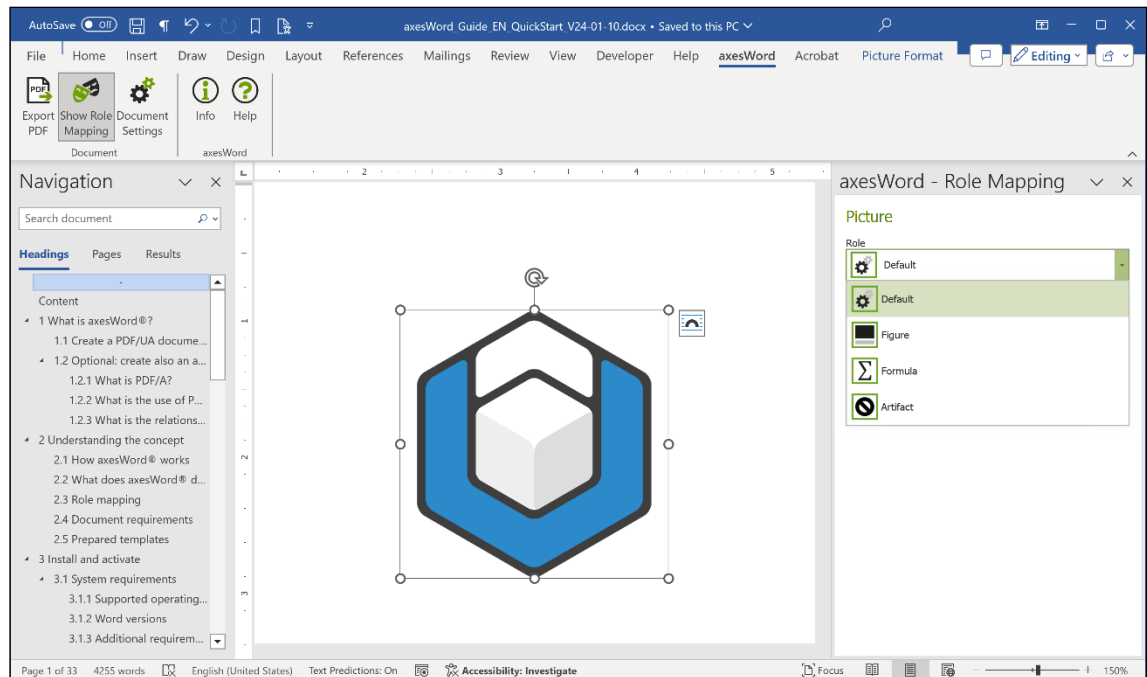 AutoSave Off axesWord_Guide_EN_QuickStart_V24-01-10.docx • Saved to this PC
File Home Insert Draw Design Layout References Mailings Review View Developer Help axesWord Acrobat Picture Format Editing
PDF
Export PDF
Show Role Mapping
Document Settings
Info
Help
Document
axesWord
Navigation
Search document
Headings Pages Results
Content
1 What is axesWord®?
1.1 Create a PDF/UA docume...
1.2 Optional: create also an a...
1.2.1 What is PDF/A?
1.2.2 What is the use of P...
1.2.3 What is the relations...
2 Understanding the concept
2.1 How axesWord® works
2.2 What does axesWord® d...
2.3 Role mapping
2.4 Document requirements
2.5 Prepared templates
3 Install and activate
3.1 System requirements
3.1.1 Supported operating...
3.1.2 Word versions
3.1.3 Additional requirem...
L
2 3 4 5
1
2
3
axesWord - Role Mapping
Picture
Role
Default
Default
Figure
Σ Formula
Artifact
Page 1 of 33 4255 words English (United States) Text Predictions: On Accessibility: Investigate Focus 150%